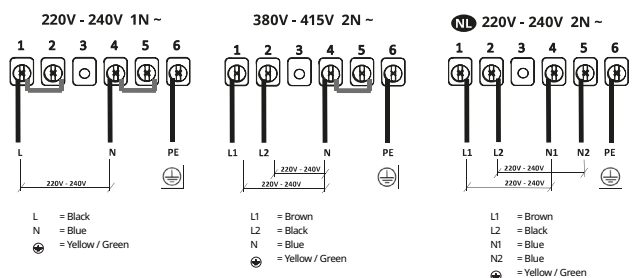 220V - 240V 1N ~
1 2 3 4 5 6
L N PE
220V - 240V
L = Black
N = Blue
= Yellow / Green
380V - 415V 2N ~
1 2 3 4 5 6
L1 L2 N PE
220V - 240V
220V - 240V
L1 = Brown
L2 = Black
N = Blue
= Yellow / Green
NL 220V - 240V 2N ~
1 2 3 4 5 6
L1 L2 N1 N2 PE
220V - 240V
220V - 240V
L1 = Brown
L2 = Black
N1 = Blue
N2 = Blue
= Yellow / Green